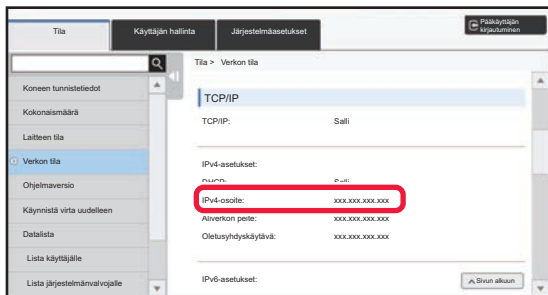 Tila
Käyttäjän hallinta
Järjestelmäasetukset
Pääkäyttäjän
kirjautuminen
Tila > Verkon tila
Koneen tunnistetiedot
Kokonaismäärä
Laitteen tila
Verkon tila
Ohjelmaversio
Käynnistä virta uudelleen
Datalista
Lista käyttäjälle
Lista järjestelmänvalvojalle
TCP/IP
TCP/IP: Salli
IPv4-asetukset:
DHCP: Salli
IPv4-osoite: xxx.xxx.xxx.xxx
Aliverkon peite: xxx.xxx.xxx.xxx
Oletusyhdyskäytävä: xxx.xxx.xxx.xxx
IPv6-asetukset:
Sivun alkuun